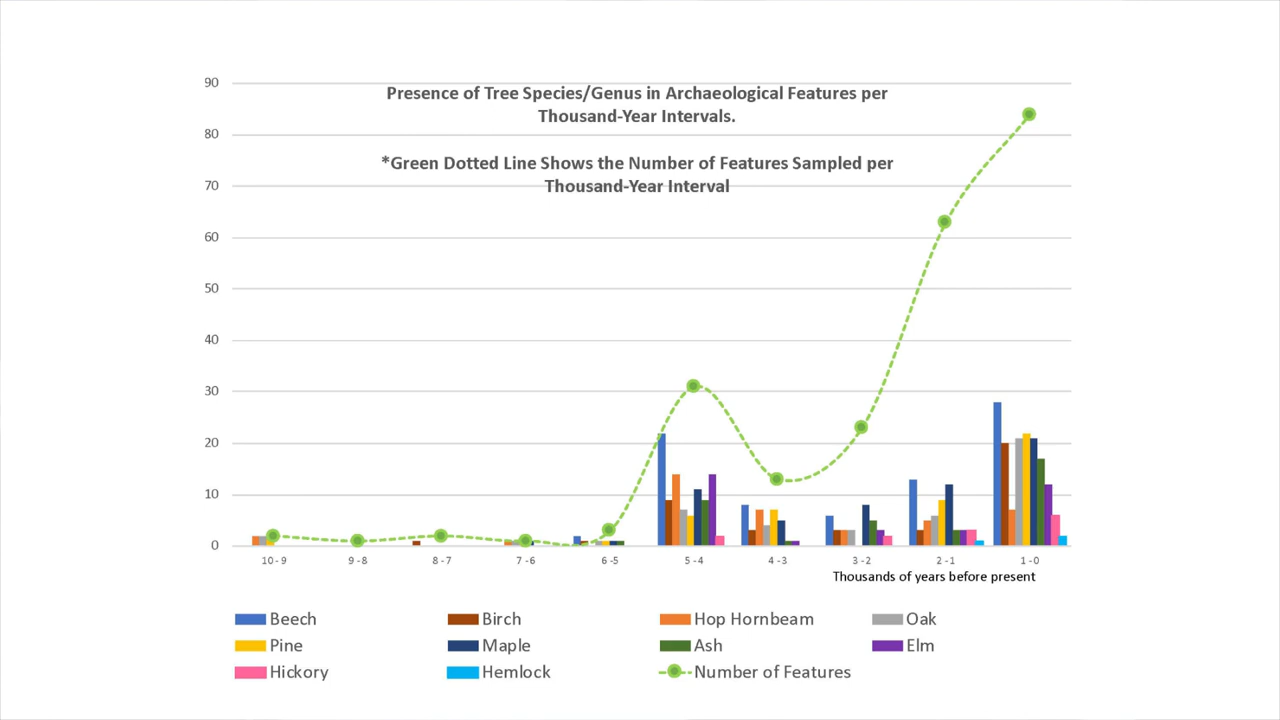 90
Presence of Tree Species/Genus in Archaeological Features per
Thousand-Year Intervals.
80
*Green Dotted Line Shows the Number of Features Sampled per
70
Thousand-Year Interval
60
50
40
30
20
10
0
10 - 9 9 - 8 8 - 7 7 - 6 6 - 5 5 - 4 4 - 3 3 - 2 2 - 1 1 - 0
Thousands of years before present
Beech Birch Hop Hornbeam Oak
Pine Maple Ash Elm
Hickory Hemlock Number of Features